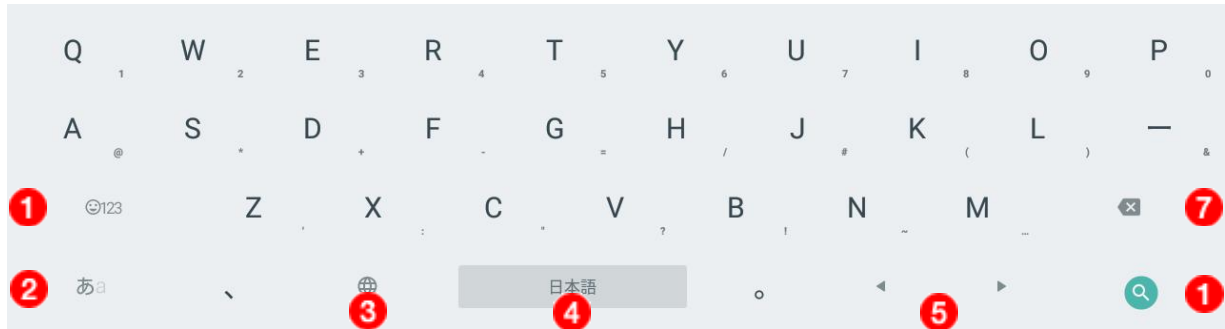 Q 1 W 2 E 3 R 4 T 5 Y 6 U 7 I 8 O 9 P 0
A @ S * D + F - G = H / J # K ( L ) ー &
1 ☺123 Z ' X : C " V ? B ! N ~ M … 7
2 あa 、 3 日本語 4 。 5 1